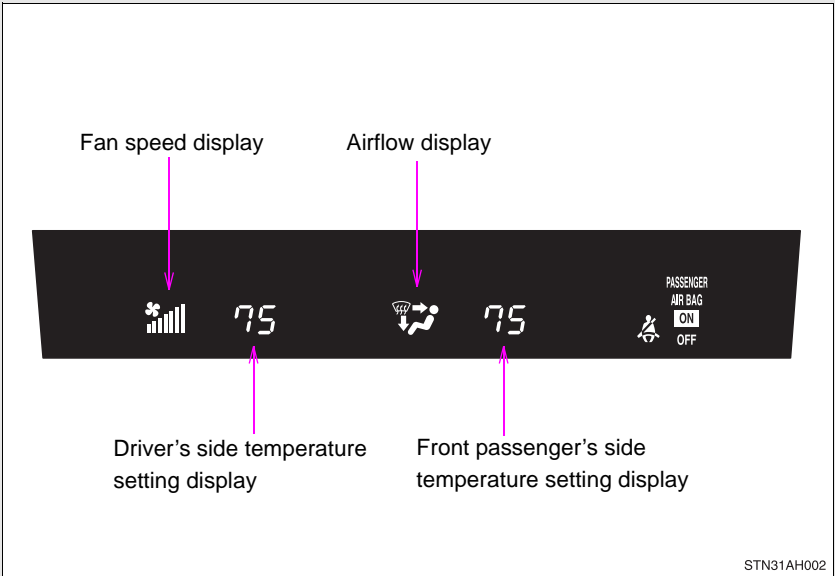 Fan speed display
Airflow display
PASSENGER
AIR BAG
ON
OFF
75
75
Driver’s side temperature
setting display
Front passenger’s side
temperature setting display
STN31AH002